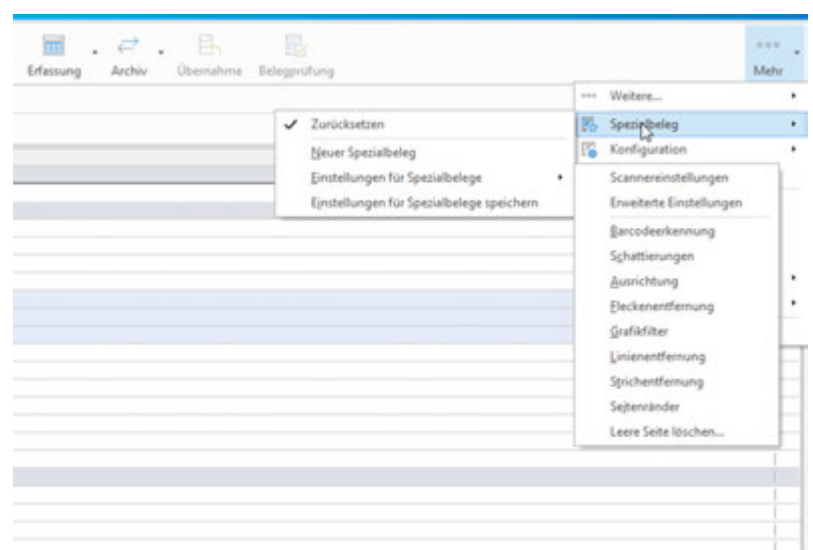 Erfassung Archiv Übernahme Belegprüfung Mehr
Weitere...
Spezialbeleg
Konfiguration
Zurücksetzen
Neuer Spezialbeleg
Einstellungen für Spezialbelege
Einstellungen für Spezialbelege speichern
Scannereinstellungen
Erweiterte Einstellungen
Barcodeerkennung
Schattierungen
Ausrichtung
Fleckenentfernung
Grafikfilter
Linienentfernung
Strichentfernung
Seitenränder
Leere Seite löschen...